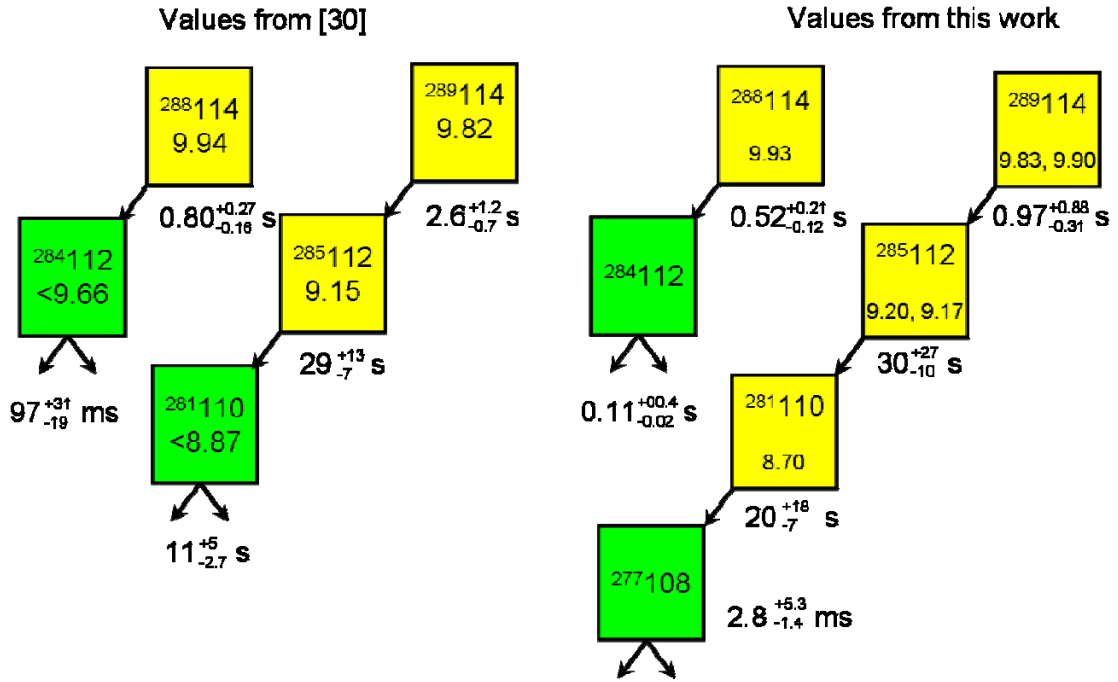 Values from [30]
²⁸⁸114
9.94
0.80 +0.27 -0.16 s
²⁸⁹114
9.82
2.6 +1.2 -0.7 s
²⁸⁴112
<9.66
97 +31 -19 ms
²⁸⁵112
9.15
29 +13 -7 s
²⁸¹110
<8.87
11 +5 -2.7 s
Values from this work
²⁸⁸114
9.93
0.52 +0.21 -0.12 s
²⁸⁹114
9.83, 9.90
0.97 +0.88 -0.31 s
²⁸⁴112
0.11 +00.4 -0.02 s
²⁸⁵112
9.20, 9.17
30 +27 -10 s
²⁸¹110
8.70
20 +18 -7 s
²⁷⁷108
2.8 +5.3 -1.4 ms